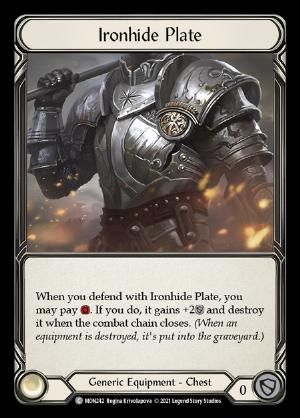 Ironhide Plate
When you defend with Ironhide Plate, you
may pay. If you do, it gains +2 and destroy
it when the combat chain closes. (When an
equipment is destroyed, it's put into the graveyard.)
Generic Equipment - Chest
0
C MON242 Regina Krivolapova © 2021 Legend Story Studios